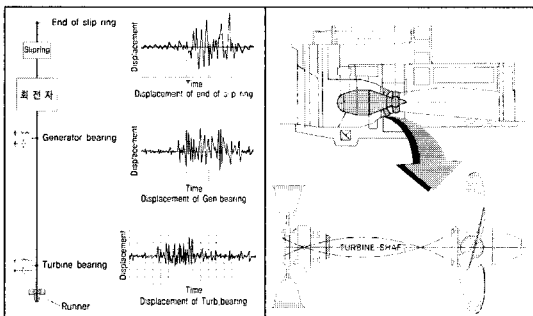 End of slip ring
Slipring
회전자
Generator bearing
Turbine bearing
Runner
Displacement
Time
Displacement of end of slip ring
Displacement
Time
Displacement of Gen bearing
Displacement
Time
Displacement of Turb.bearing
TURBINE-SHAF